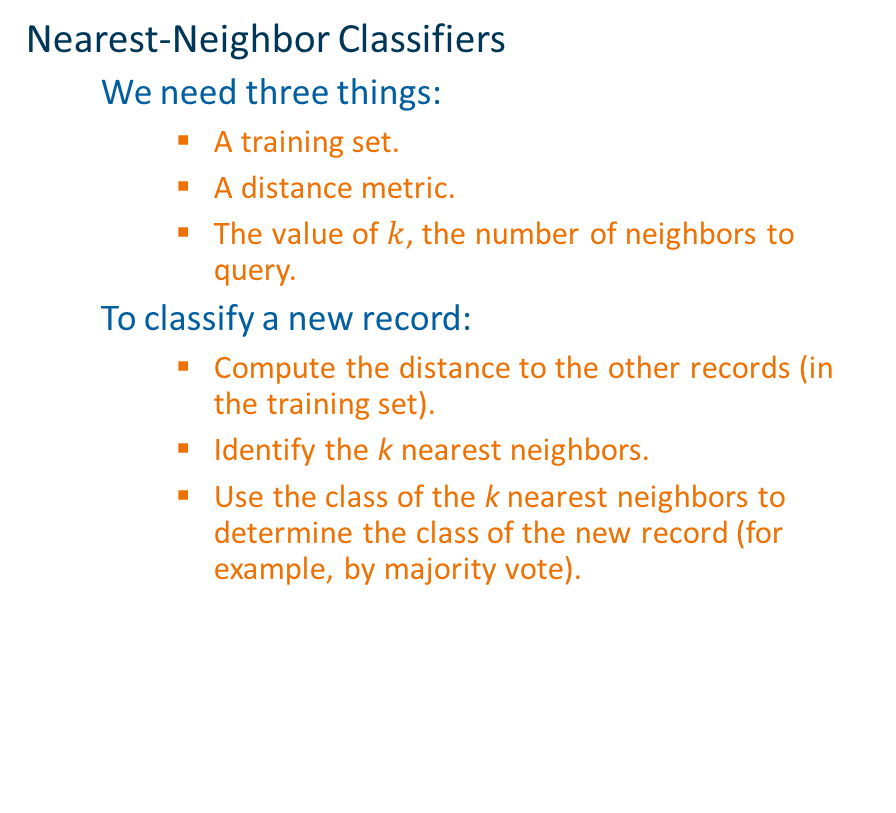 Nearest-Neighbor Classifiers
We need three things:
▪ A training set.
▪ A distance metric.
▪ The value of k, the number of neighbors to
query.
To classify a new record:
▪ Compute the distance to the other records (in
the training set).
▪ Identify the k nearest neighbors.
▪ Use the class of the k nearest neighbors to
determine the class of the new record (for
example, by majority vote).